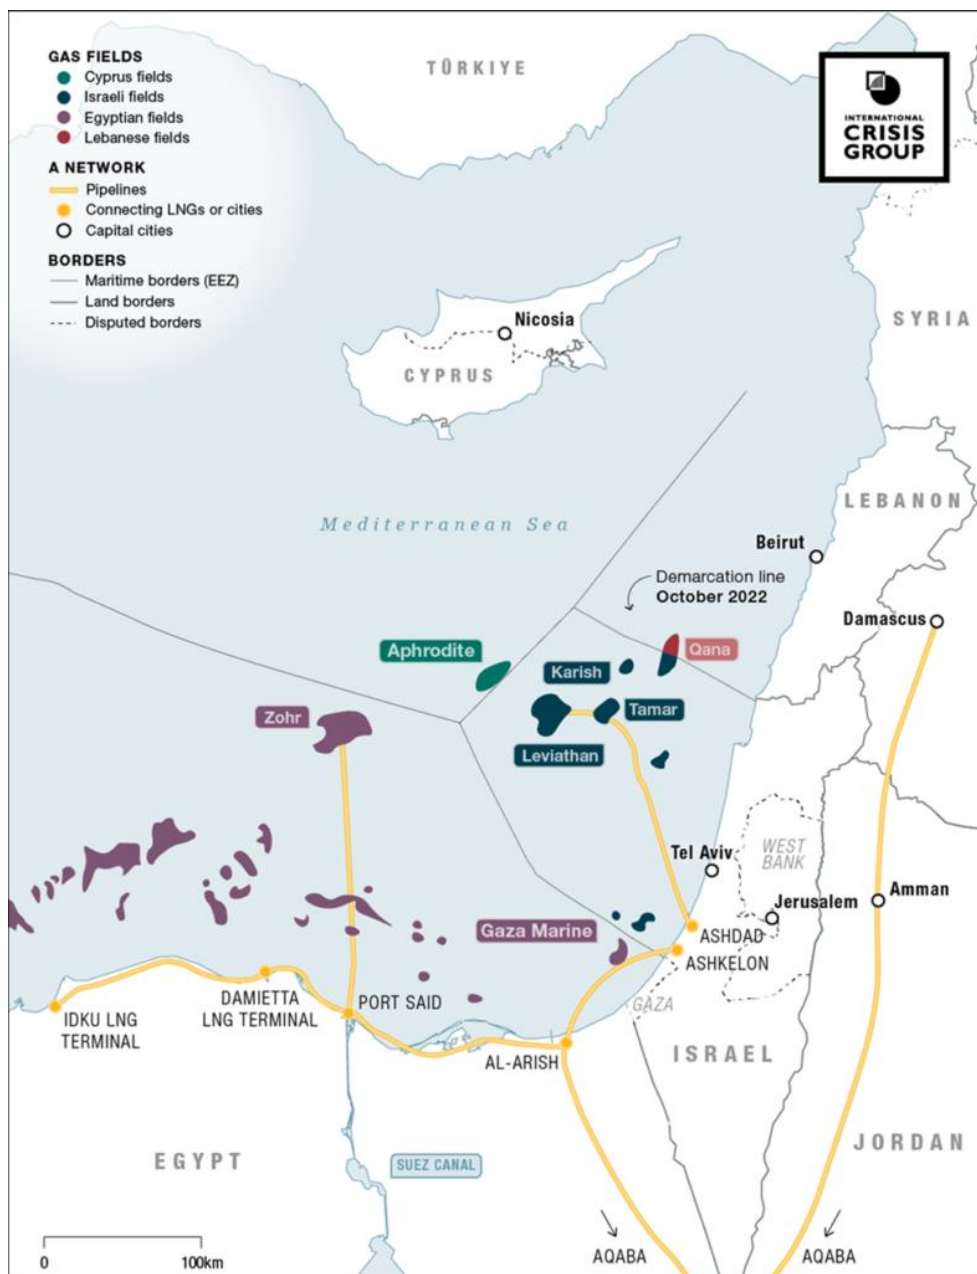 GAS FIELDS
Cyprus fields
Israeli fields
Egyptian fields
Lebanese fields
A NETWORK
Pipelines
Connecting LNGs or cities
Capital cities
BORDERS
Maritime borders (EEZ)
Land borders
Disputed borders
TÜRKIYE
INTERNATIONAL
CRISIS
GROUP
SYRIA
Nicosia
CYPRUS
LEBANON
Mediterranean Sea
Beirut
Demarcation line
October 2022
Damascus
Aphrodite
Karish
Qana
Zohr
Tamar
Leviathan
Tel Aviv
WEST
BANK
Jerusalem
Amman
Gaza Marine
ASHDAD
ASHKELON
IDKU LNG
TERMINAL
DAMIETTA
LNG TERMINAL
PORT SAID
GAZA
AL-ARISH
ISRAEL
EGYPT
SUEZ CANAL
JORDAN
AQABA
AQABA
0
100km